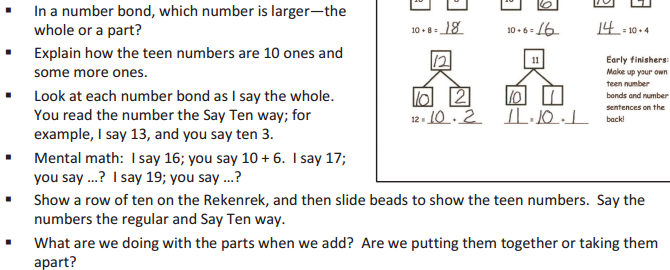 ▪ In a number bond, which number is larger—the
whole or a part?
▪ Explain how the teen numbers are 10 ones and
some more ones.
▪ Look at each number bond as I say the whole.
You read the number the Say Ten way; for
example, I say 13, and you say ten 3.
▪ Mental math:  I say 16; you say 10 + 6.  I say 17;
you say …?  I say 19; you say …?
10 + 8 = 18
10 + 6 = 16
14 = 10 + 4
12
10 2
12 = 10 + 2
11
10 1
11 = 10 + 1
Early finishers:
Make up your own
teen number
bonds and number
sentences on the
back!
▪ Show a row of ten on the Rekenrek, and then slide beads to show the teen numbers.  Say the
numbers the regular and Say Ten way.
▪ What are we doing with the parts when we add?  Are we putting them together or taking them
apart?